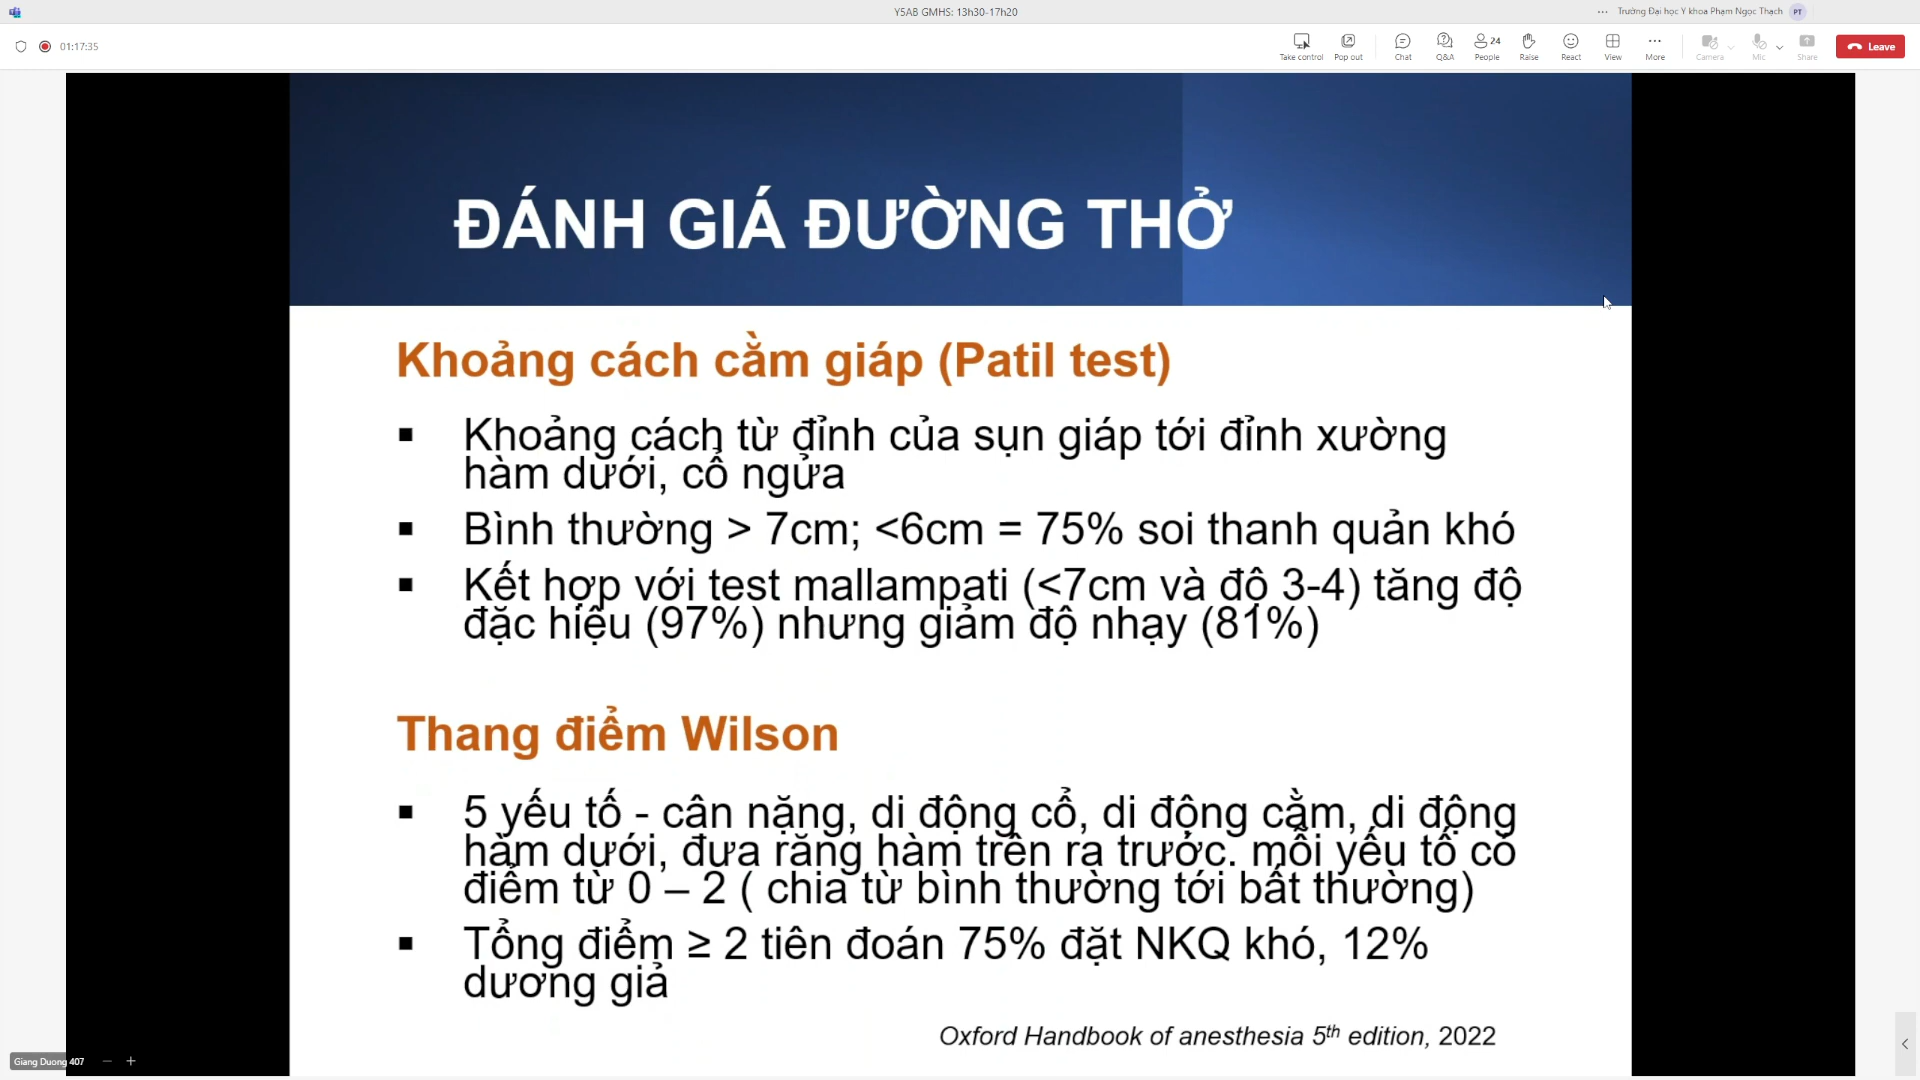 Y5AB GMHS: 13h30-17h20
Trường Đại học Y khoa Phạm Ngọc Thạch PT
01:17:35
Take control
Pop out
Chat
Q&A
24
People
Raise
React
View
More
Camera
Mic
Share
Leave
ĐÁNH GIÁ ĐƯỜNG THỞ
Khoảng cách cằm giáp (Patil test)
▪ Khoảng cách từ đỉnh của sụn giáp tới đỉnh xường
hàm dưới, cổ ngửa
▪ Bình thường > 7cm; <6cm = 75% soi thanh quản khó
▪ Kết hợp với test mallampati (<7cm và độ 3-4) tăng độ
đặc hiệu (97%) nhưng giảm độ nhạy (81%)
Thang điểm Wilson
▪ 5 yếu tố - cân nặng, di động cổ, di động cằm, di động
hàm dưới, đưa răng hàm trên ra trước. mỗi yếu tố có
điểm từ 0 – 2 ( chia từ bình thường tới bất thường)
▪ Tổng điểm ≥ 2 tiên đoán 75% đặt NKQ khó, 12%
dương giả
Oxford Handbook of anesthesia 5th edition, 2022
Giang Duong 407